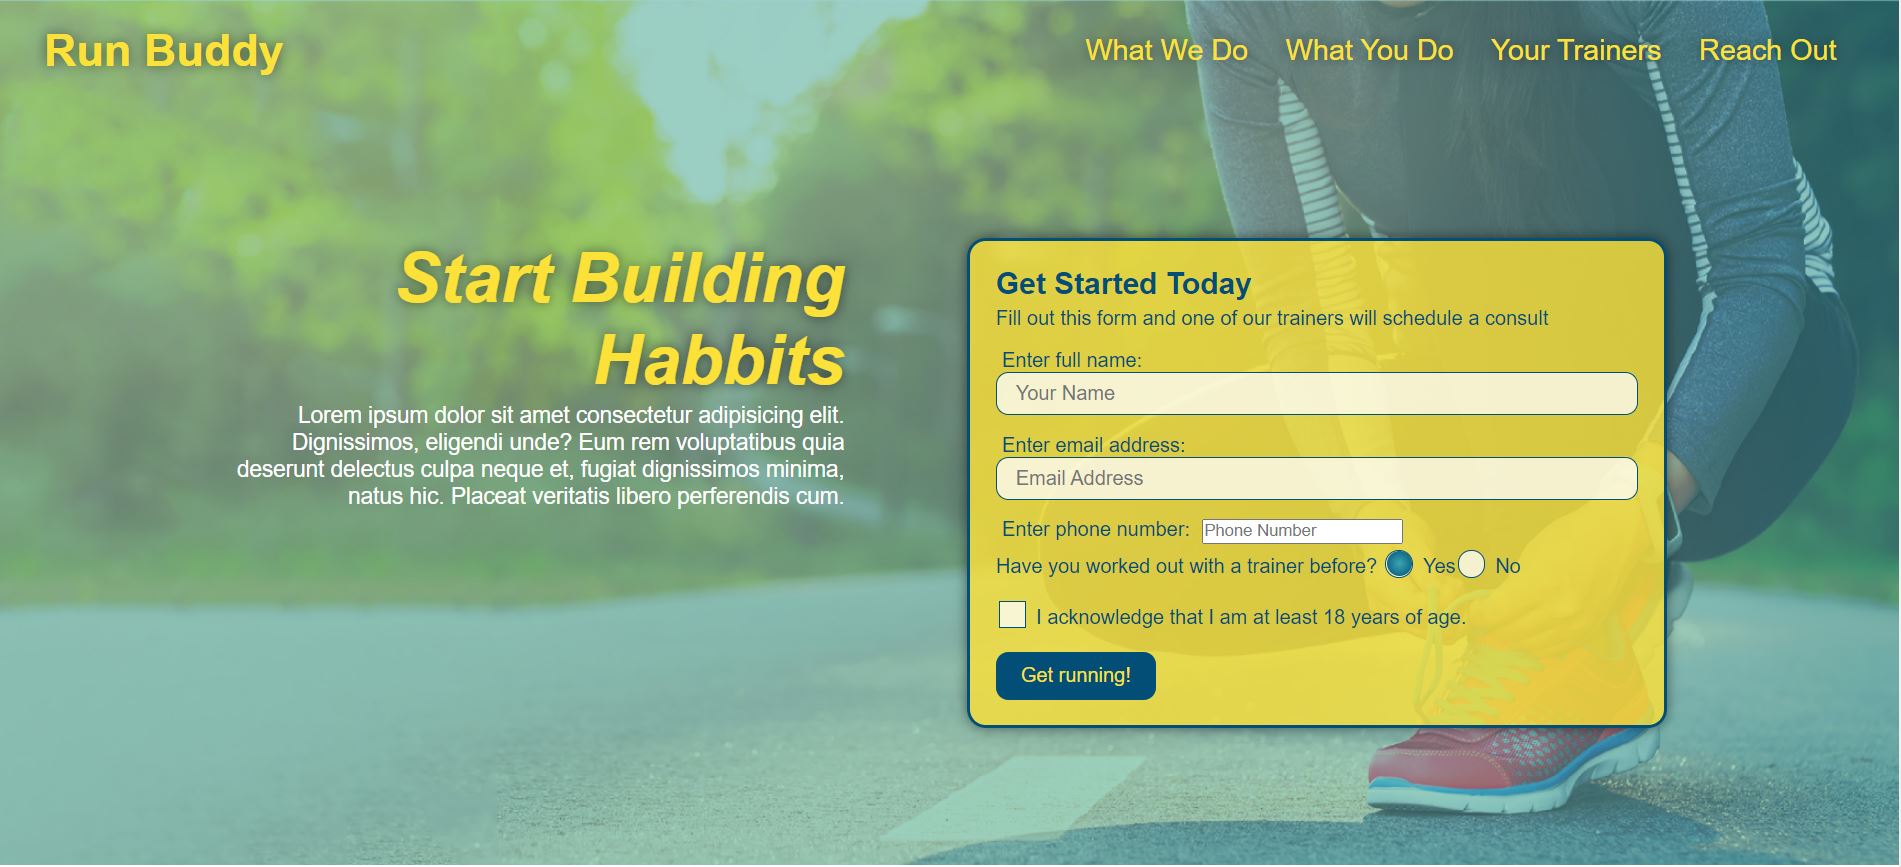 Run Buddy
What We Do
What You Do
Your Trainers
Reach Out
Start Building
Habbits
Lorem ipsum dolor sit amet consectetur adipisicing elit.
Dignissimos, eligendi unde? Eum rem voluptatibus quia
deserunt delectus culpa neque et, fugiat dignissimos minima,
natus hic. Placeat veritatis libero perferendis cum.
Get Started Today
Fill out this form and one of our trainers will schedule a consult
Enter full name:
Your Name
Enter email address:
Email Address
Enter phone number: Phone Number
Have you worked out with a trainer before? Yes No
I acknowledge that I am at least 18 years of age.
Get running!